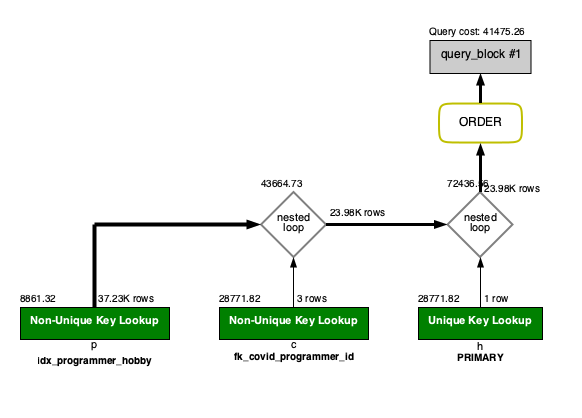 Query cost: 41475.26
query_block #1
ORDER
43664.73
23.98K rows
nested
loop
23.98K rows
nested
loop
8861.32
37.23K rows
28771.82
3 rows
28771.82
1 row
Non-Unique Key Lookup
Non-Unique Key Lookup
Unique Key Lookup
p
c
h
idx_programmer_hobby
fk_covid_programmer_id
PRIMARY